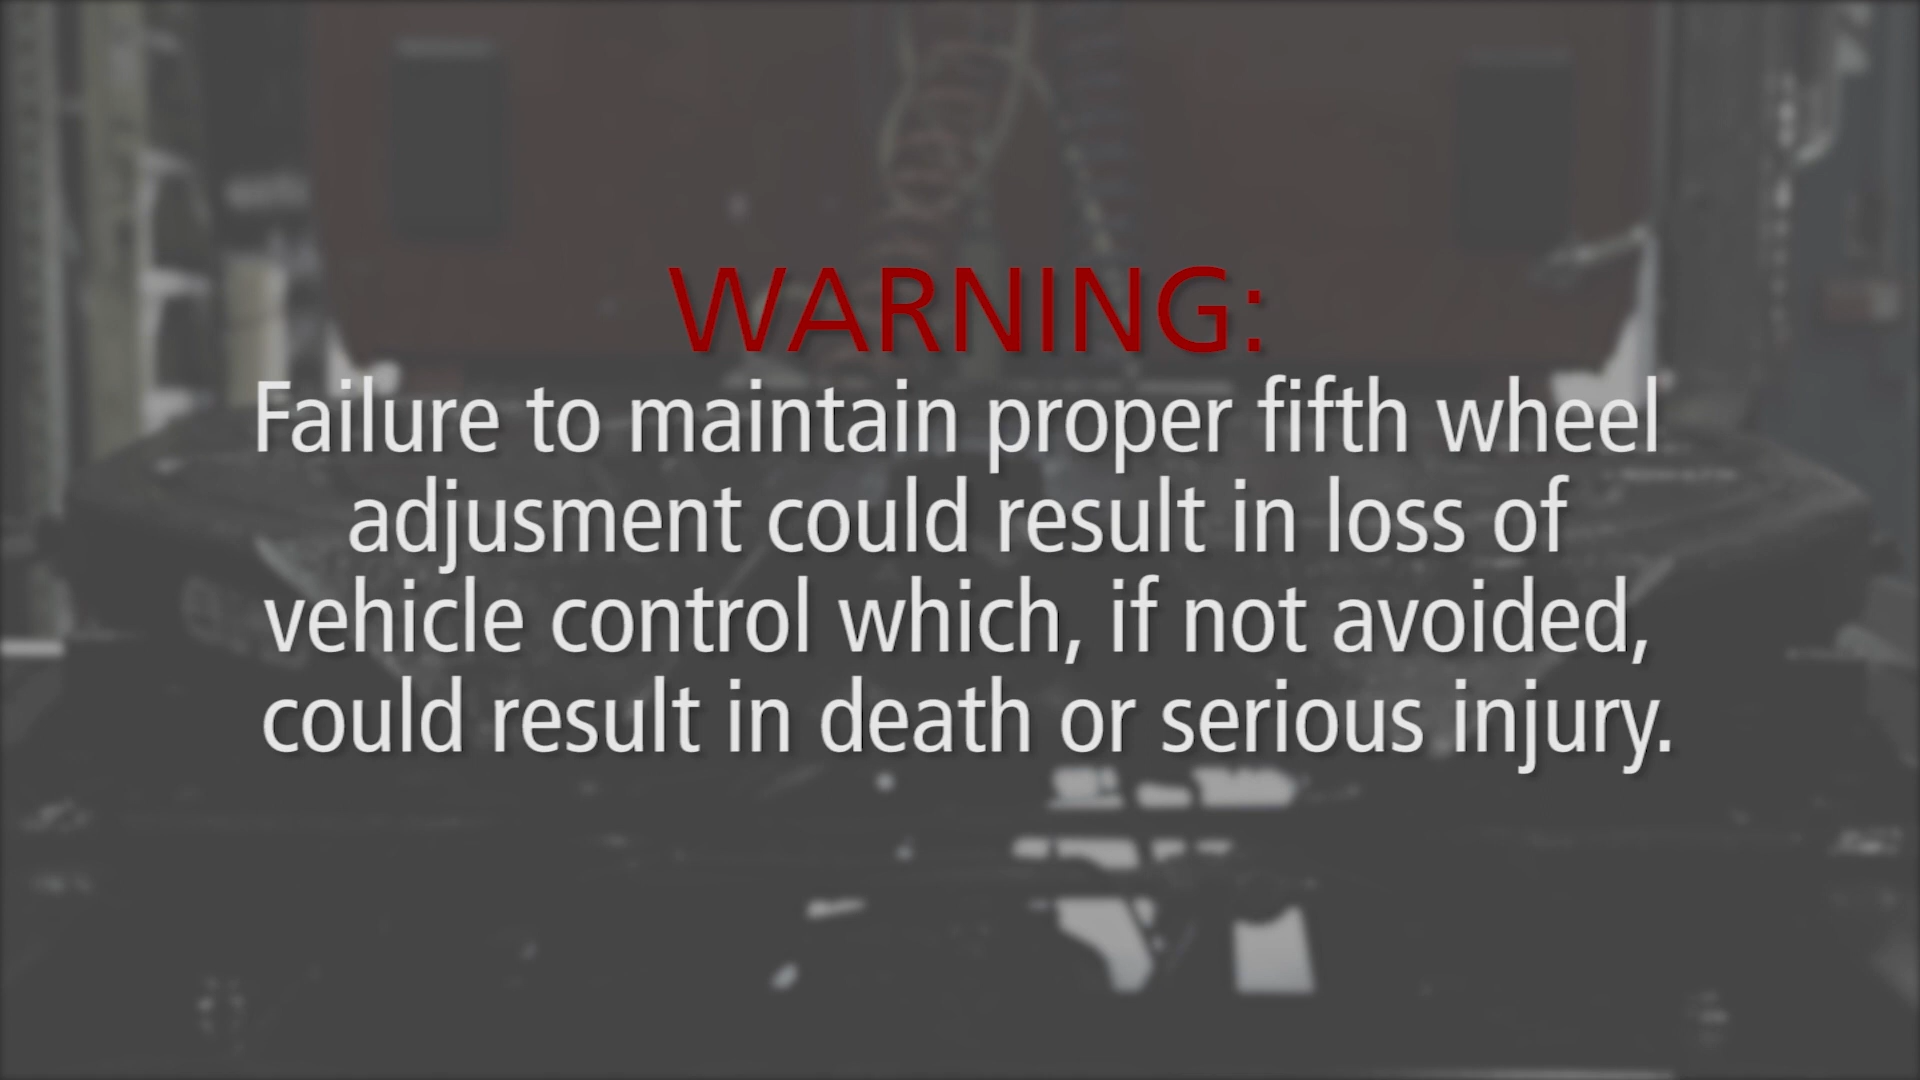 WARNING:
Failure to maintain proper fifth wheel
adjusment could result in loss of
vehicle control which, if not avoided,
could result in death or serious injury.